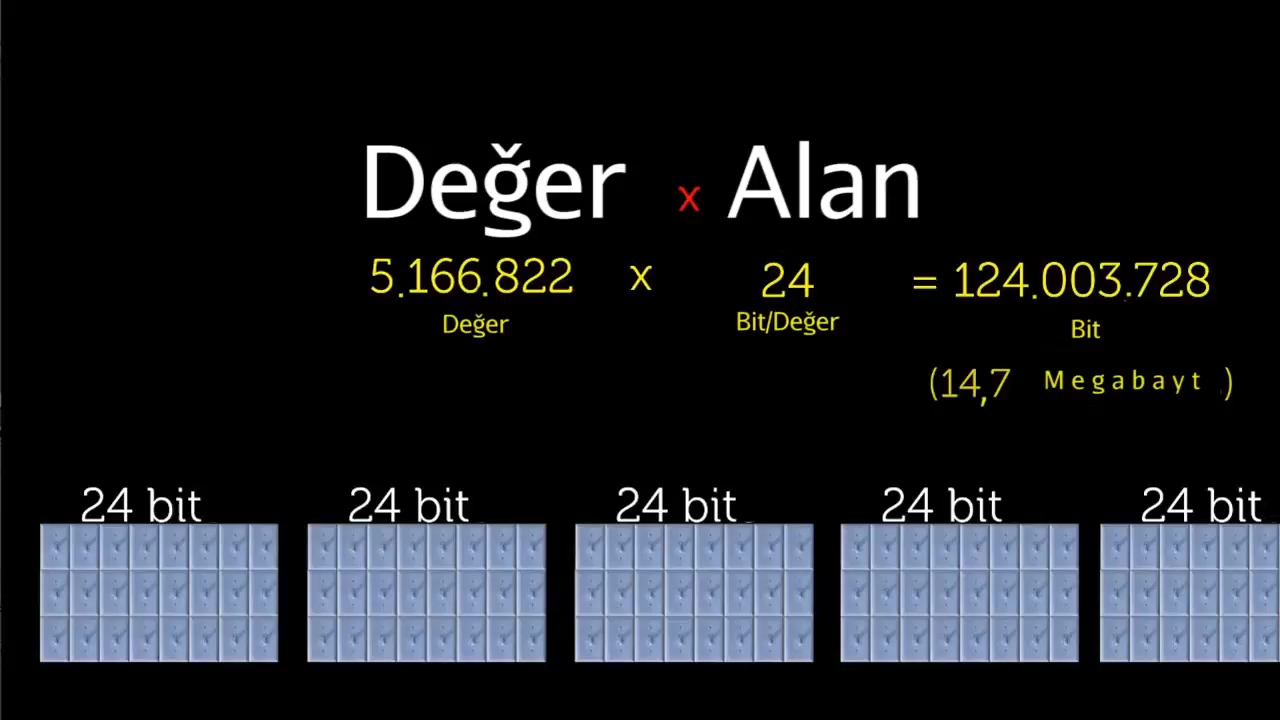 Değer x Alan
5.166.822 x 24 = 124.003.728
Değer Bit/Değer Bit
(14,7 Megabayt)
24 bit 24 bit 24 bit 24 bit 24 bit